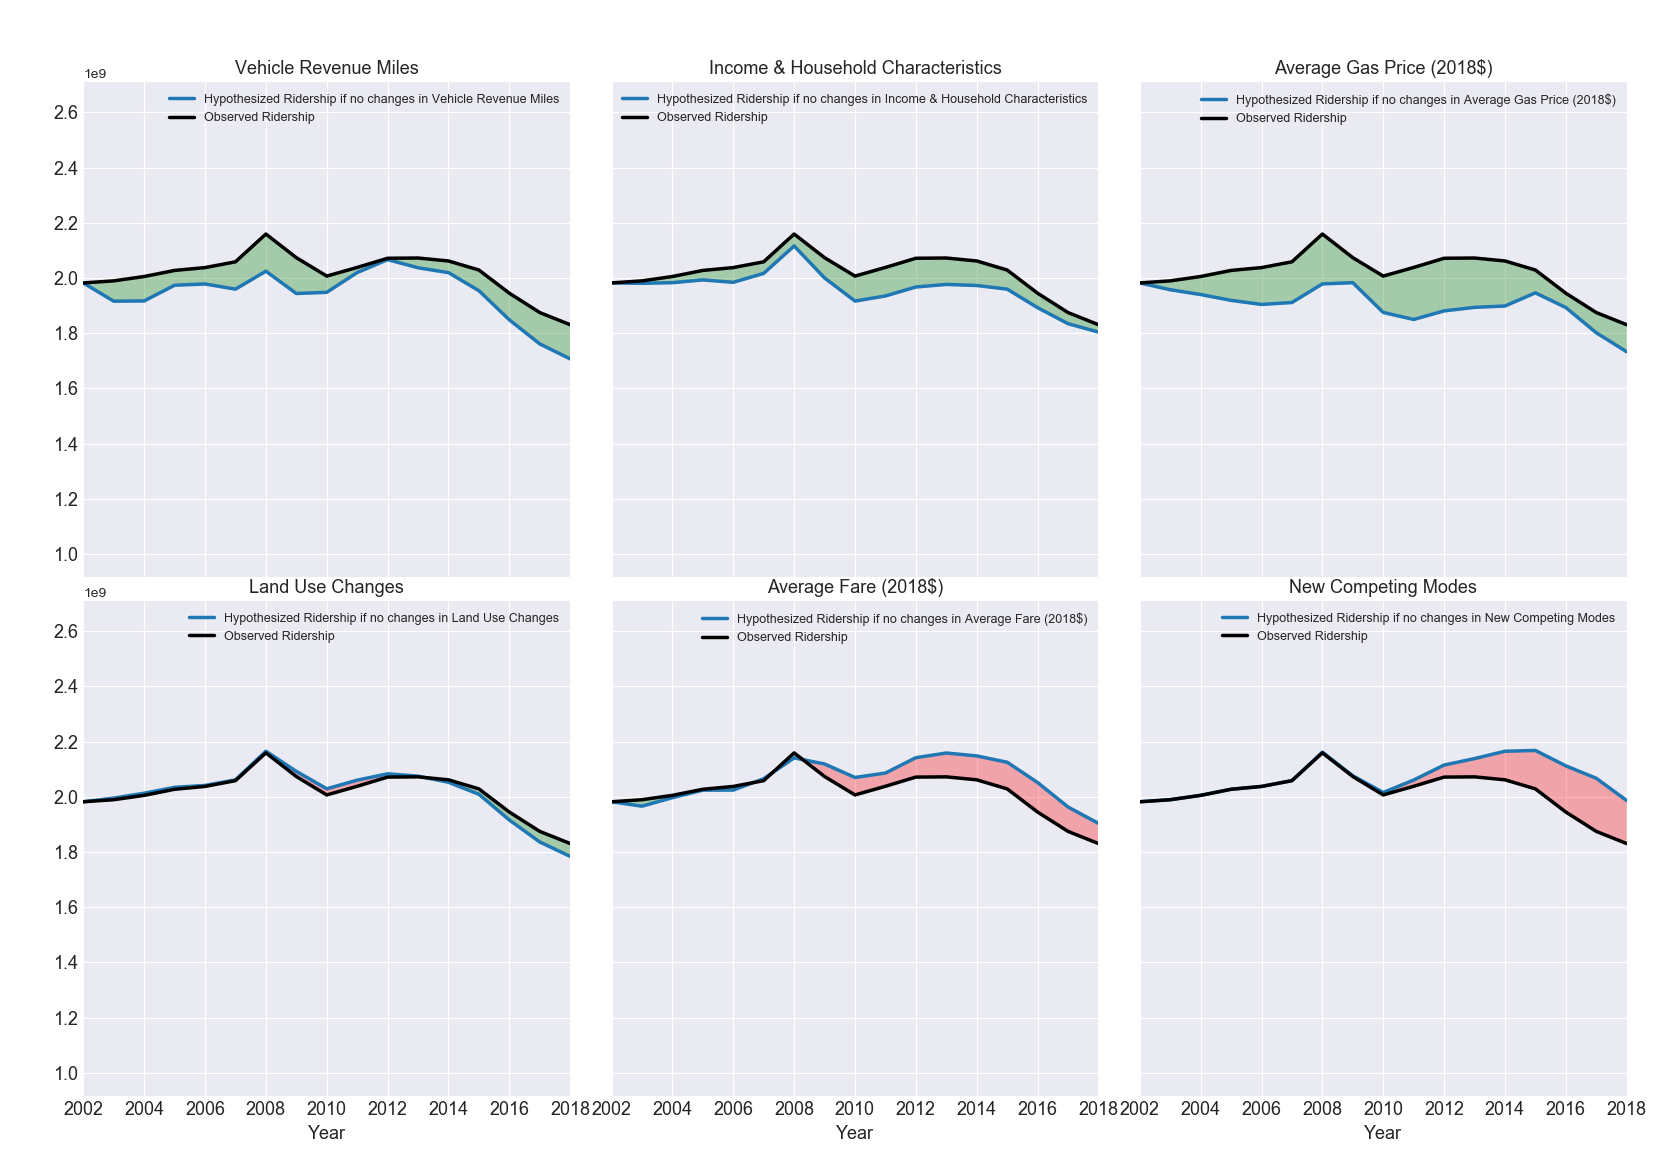 Vehicle Revenue Miles
Income & Household Characteristics
Average Gas Price (2018$)
1e9
Hypothesized Ridership if no changes in Vehicle Revenue Miles
Observed Ridership
Hypothesized Ridership if no changes in Income & Household Characteristics
Observed Ridership
Hypothesized Ridership if no changes in Average Gas Price (2018$)
Observed Ridership
2.6
2.4
2.2
2.0
1.8
1.6
1.4
1.2
1.0
Land Use Changes
Average Fare (2018$)
New Competing Modes
1e9
Hypothesized Ridership if no changes in Land Use Changes
Observed Ridership
Hypothesized Ridership if no changes in Average Fare (2018$)
Observed Ridership
Hypothesized Ridership if no changes in New Competing Modes
Observed Ridership
2.6
2.4
2.2
2.0
1.8
1.6
1.4
1.2
1.0
2002 2004 2006 2008 2010 2012 2014 2016 2018
2002 2004 2006 2008 2010 2012 2014 2016 2018
2002 2004 2006 2008 2010 2012 2014 2016 2018
Year
Year
Year